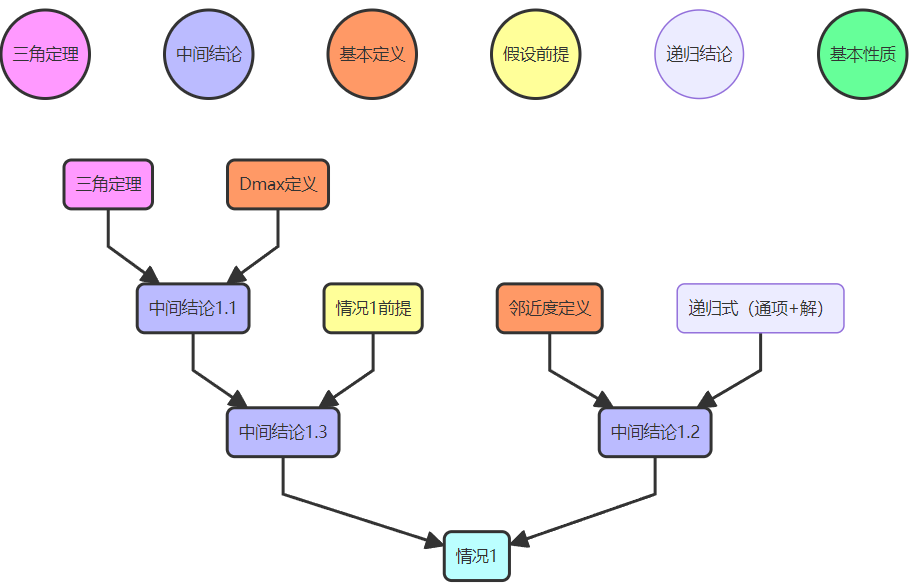 三角定理
中间结论
基本定义
假设前提
递归结论
基本性质
三角定理
Dmax定义
中间结论1.1
情况1前提
邻近度定义
递归式（通项+解）
中间结论1.3
中间结论1.2
情况1